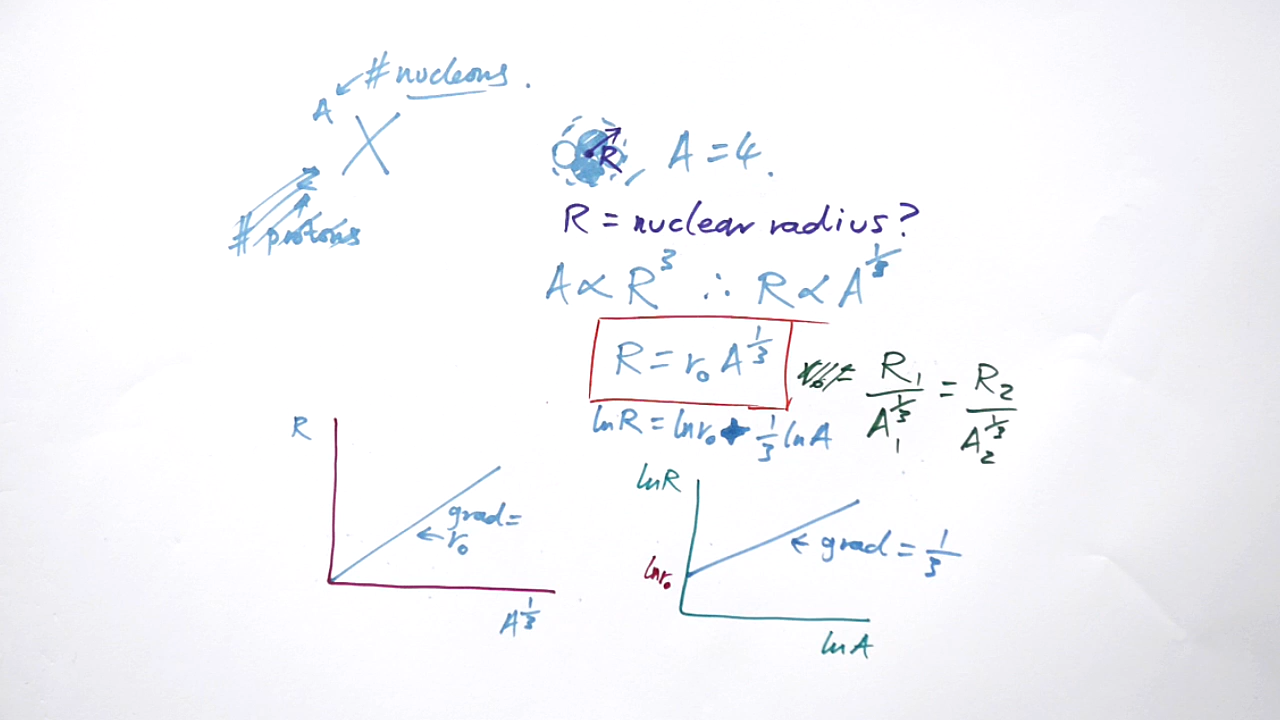 # nucleons.
A
X
# protons
R
A = 4.
R = nuclear radius?
A ∝ R³ ∴ R ∝ A^⅓
R = r₀ A^⅓
R₁/A₁^⅓ = R₂/A₂^⅓
ln R = ln r₀ + ⅓ ln A
R
grad =
← r₀
A^⅓
ln R
← grad = ⅓
ln r₀
ln A